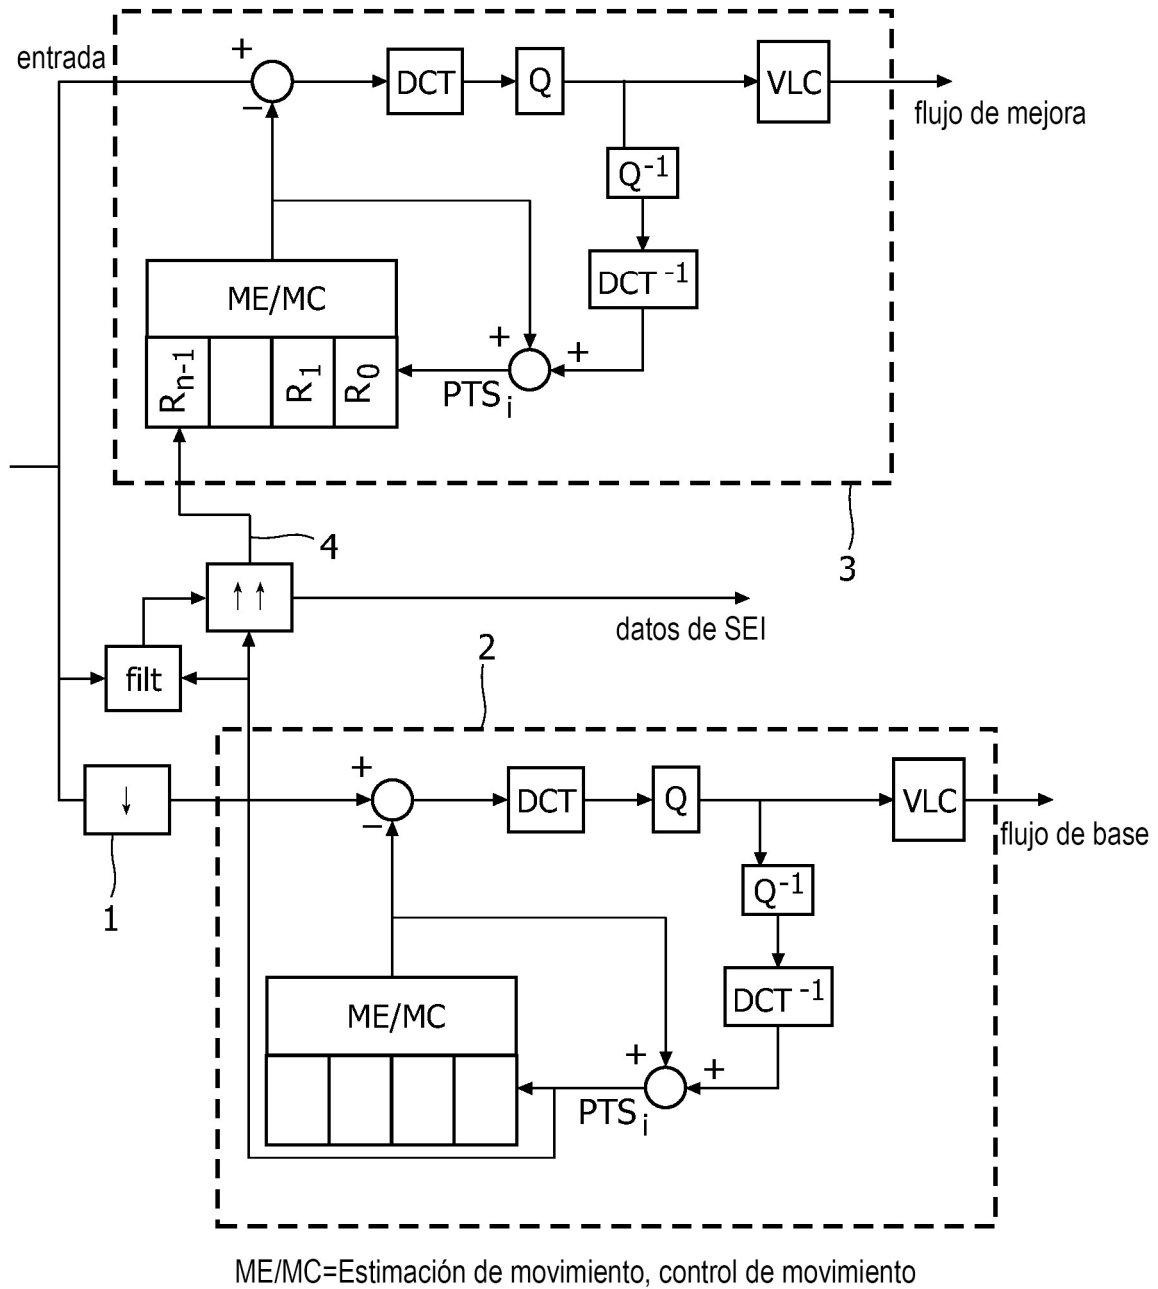 entrada
+
−
DCT
Q
VLC
flujo de mejora
Q-1
DCT -1
ME/MC
Rn-1
R1
R0
+
+
PTS i
3
4
↑ ↑
datos de SEI
filt
2
↓
1
+
−
DCT
Q
VLC
flujo de base
Q-1
DCT -1
ME/MC
+
+
PTS i
ME/MC=Estimación de movimiento, control de movimiento